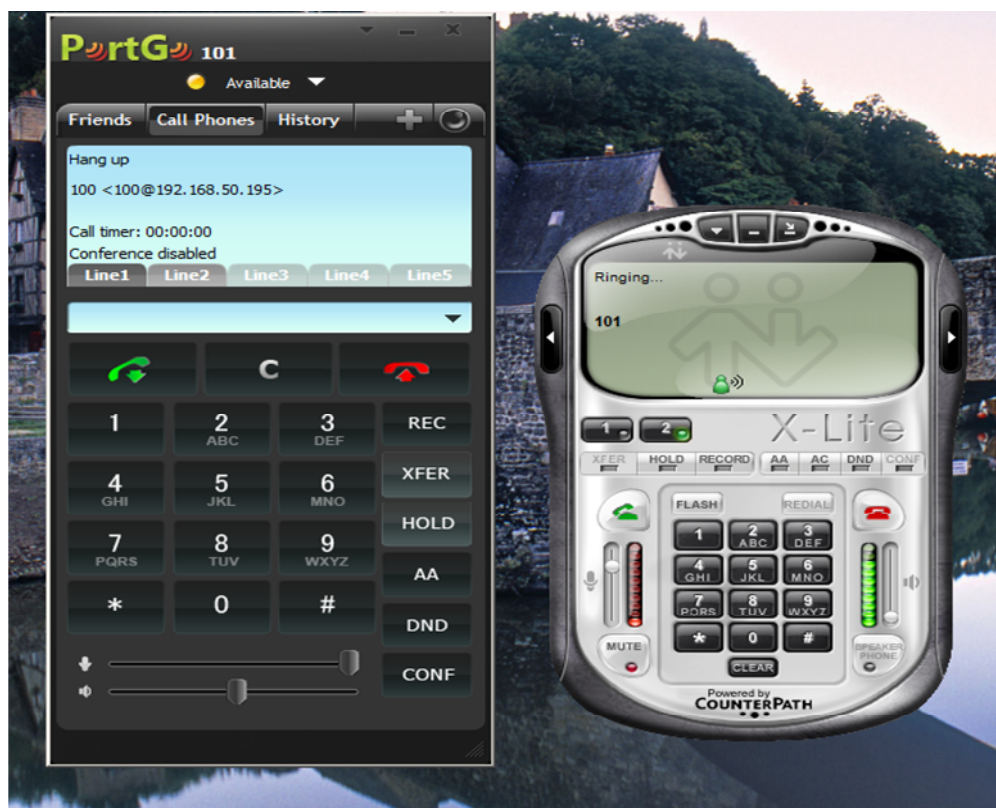 PortGo 101
Available
Friends Call Phones History
Hang up
100 <100@192.168.50.195>
Call timer: 00:00:00
Conference disabled
Line1 Line2 Line3 Line4 Line5
C
1 2 ABC 3 DEF REC
4 GHI 5 JKL 6 MNO XFER
HOLD
7 PQRS 8 TUV 9 WXYZ
AA
* 0 #
DND
CONF
Ringing...
101
1 2 X-Lite
XFER HOLD RECORD AA AC DND CONF
FLASH REDIAL
1 2 ABC 3 DEF
4 GHI 5 JKL 6 MNO
7 PQRS 8 TUV 9 WXYZ
* 0 #
MUTE SPEAKER PHONE
CLEAR
Powered by
COUNTERPATH